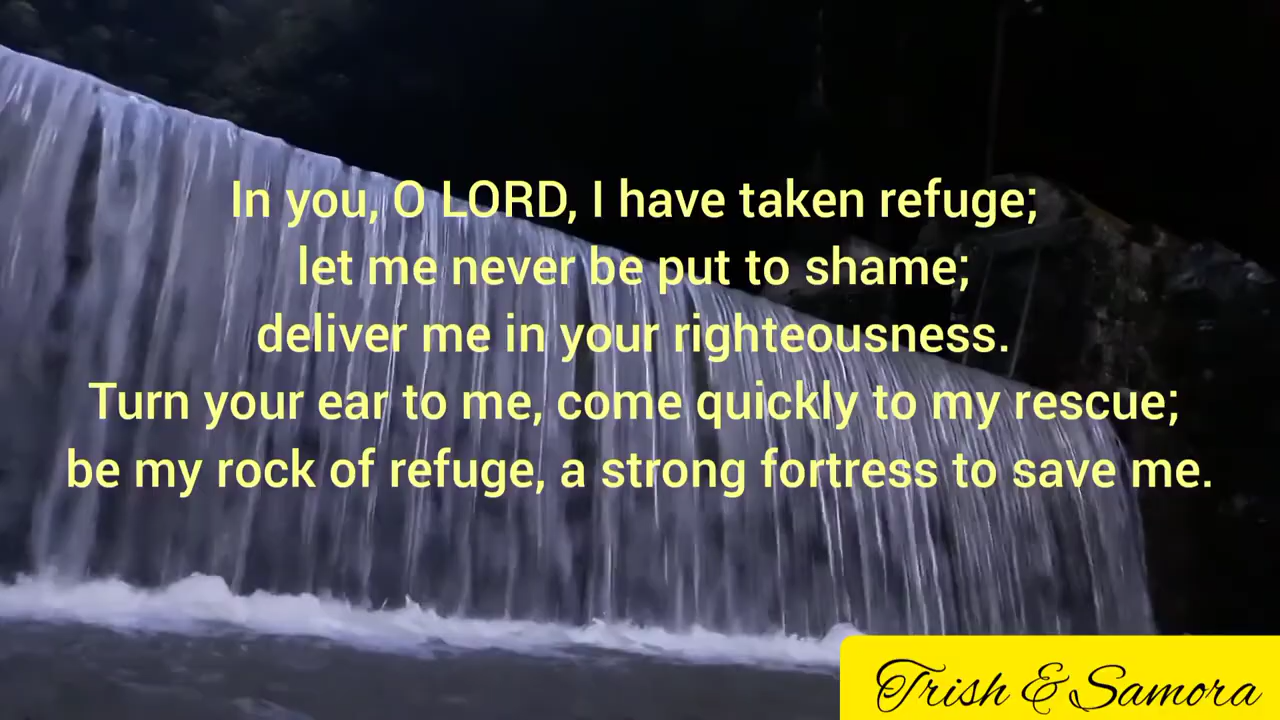 In you, O LORD, I have taken refuge;
let me never be put to shame;
deliver me in your righteousness.
Turn your ear to me, come quickly to my rescue;
be my rock of refuge, a strong fortress to save me.
Trish & Samora